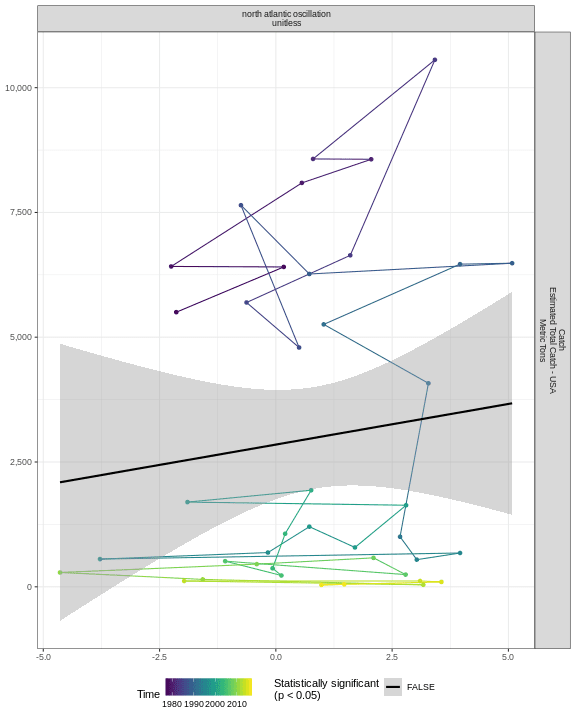 north atlantic oscillation
unitless
10,000
7,500
5,000
2,500
0
Catch
Estimated Total Catch - USA
Metric Tons
-5.0 -2.5 0.0 2.5 5.0
Time
1980 1990 2000 2010
Statistically significant
(p < 0.05)
FALSE